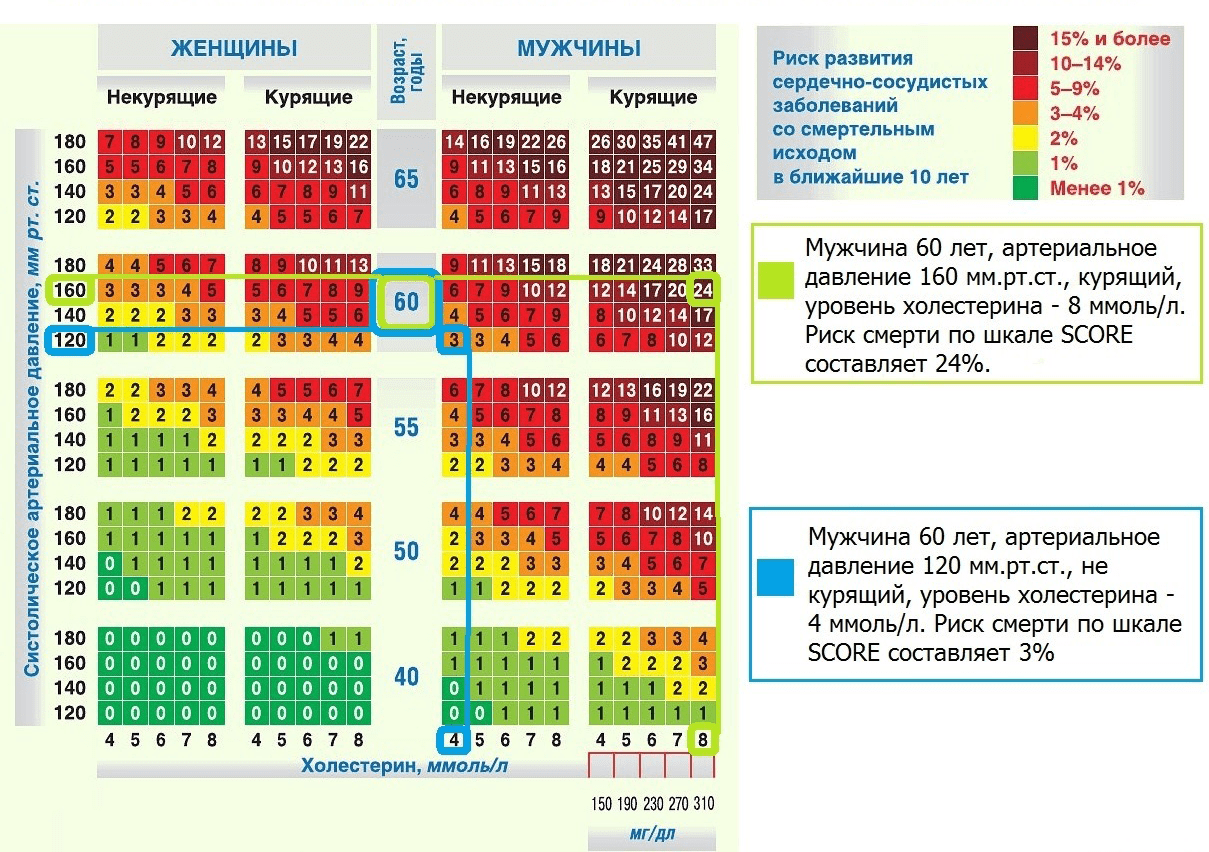 ЖЕНЩИНЫ
Возраст, годы
МУЖЧИНЫ
Некурящие
Курящие
Некурящие
Курящие
Систолическое артериальное давление, мм рт. ст.
180 7 8 9 10 12 13 15 17 19 22 14 16 19 22 26 26 30 35 41 47
160 5 5 6 7 8 9 10 12 13 16 65 9 11 13 15 16 18 21 25 29 34
140 3 3 4 5 6 6 7 8 9 11 6 8 9 11 13 13 15 17 20 24
120 2 2 3 3 4 4 5 5 6 7 4 5 6 7 9 9 10 12 14 17
180 4 4 5 6 7 8 9 10 11 13 9 11 13 15 18 18 21 24 28 33
160 3 3 3 4 5 5 6 7 8 9 60 6 7 9 10 12 12 14 17 20 24
140 2 2 2 3 3 3 4 5 5 6 4 5 6 7 9 8 10 12 14 17
120 1 1 2 2 2 2 3 3 4 4 3 3 4 5 6 6 7 8 10 12
180 2 2 3 3 4 4 5 5 6 7 6 7 8 10 12 12 13 16 19 22
160 1 2 2 2 3 3 3 4 4 5 55 4 5 6 7 8 8 9 11 13 16
140 1 1 1 1 2 2 2 2 3 3 3 3 4 5 6 5 6 8 9 11
120 1 1 1 1 1 1 1 2 2 2 2 2 3 3 4 4 4 5 6 8
180 1 1 1 2 2 2 2 3 3 4 4 4 5 6 7 7 8 10 12 14
160 1 1 1 1 1 1 2 2 2 3 50 2 3 3 4 5 5 6 7 8 10
140 0 1 1 1 1 1 1 1 1 2 2 2 2 3 3 3 4 5 6 7
120 0 0 1 1 1 1 1 1 1 1 1 1 2 2 2 2 3 3 4 5
180 0 0 0 0 0 0 0 0 1 1 1 1 1 2 2 2 2 3 3 4
160 0 0 0 0 0 0 0 0 0 0 40 1 1 1 1 1 1 2 2 2 3
140 0 0 0 0 0 0 0 0 0 0 0 1 1 1 1 1 1 1 2 2
120 0 0 0 0 0 0 0 0 0 0 0 0 1 1 1 1 1 1 1 1
4 5 6 7 8 4 5 6 7 8 4 5 6 7 8 4 5 6 7 8
Холестерин, ммоль/л
150 190 230 270 310
мг/дл
Риск развития
сердечно-сосудистых
заболеваний
со смертельным
исходом
в ближайшие 10 лет
15% и более
10–14%
5–9%
3–4%
2%
1%
Менее 1%
Мужчина 60 лет, артериальное
давление 160 мм.рт.ст., курящий,
уровень холестерина - 8 ммоль/л.
Риск смерти по шкале SCORE
составляет 24%.
Мужчина 60 лет, артериальное
давление 120 мм.рт.ст., не
курящий, уровень холестерина -
4 ммоль/л. Риск смерти по шкале
SCORE составляет 3%